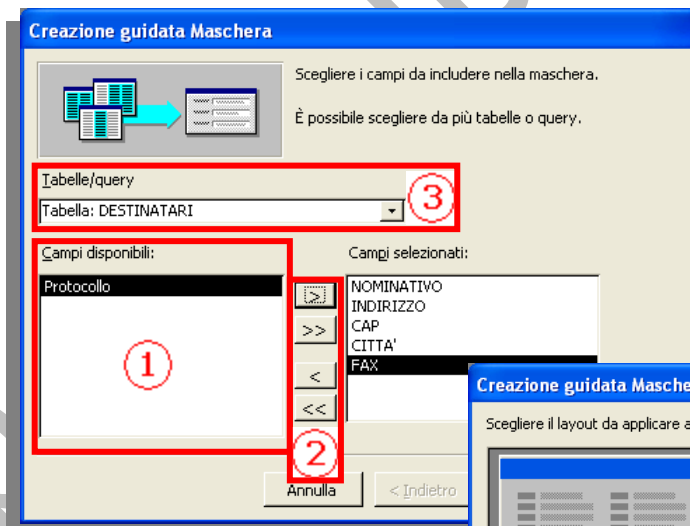 Creazione guidata Maschera
Scegliere i campi da includere nella maschera.
È possibile scegliere da più tabelle o query.
Tabelle/query
Tabella: DESTINATARI
3
Campi disponibili:
Campi selezionati:
Protocollo
1
>
>>
<
<<
2
NOMINATIVO
INDIRIZZO
CAP
CITTA'
FAX
Annulla
< Indietro
Creazione guidata Masche
Scegliere il layout da applicare a